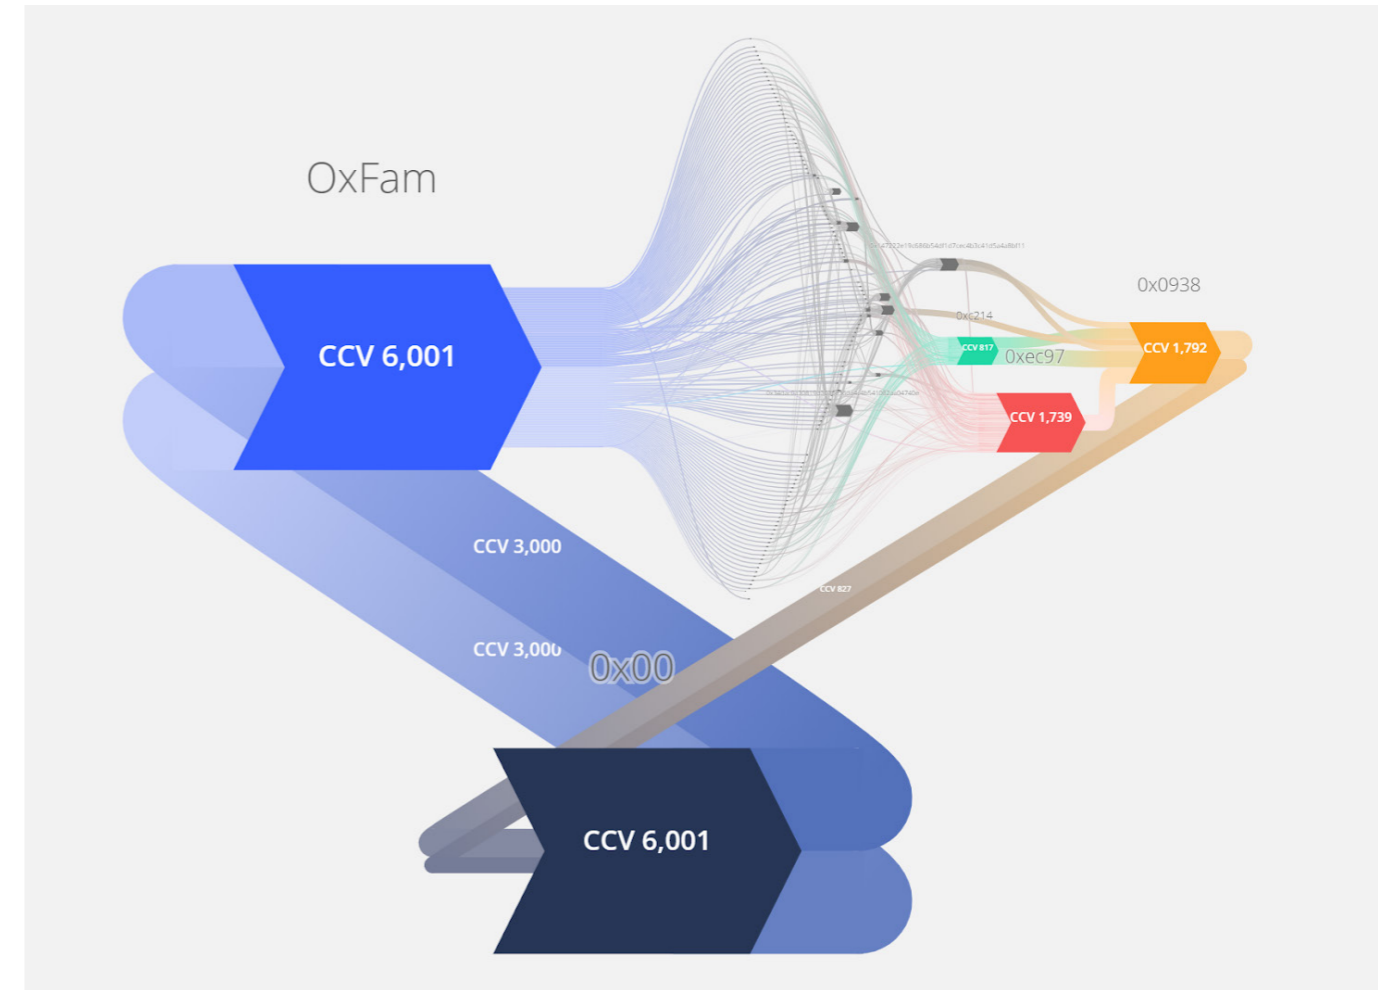 OxFam
CCV 6,001
0x0938
0xc214
CCV 817
0xec97
CCV 1,792
CCV 1,739
CCV 3,000
CCV 827
CCV 3,000
0x00
CCV 6,001